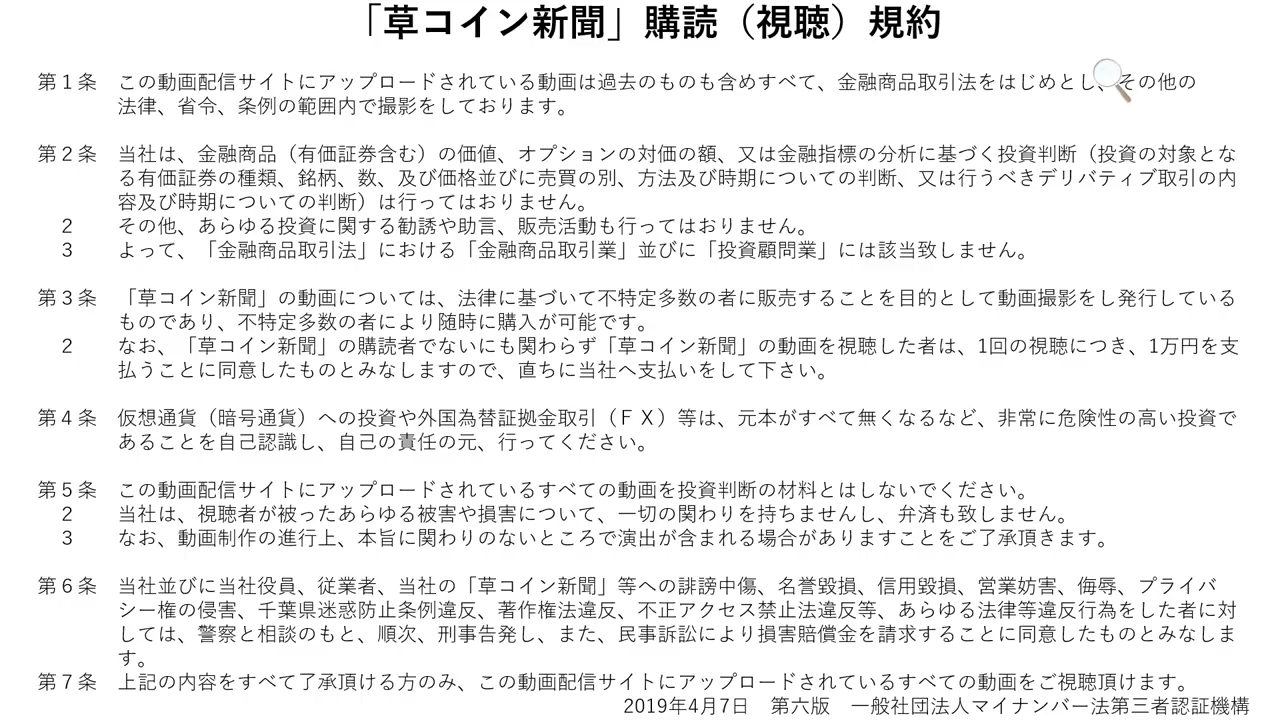 「草コイン新聞」購読（視聴）規約
第１条　この動画配信サイトにアップロードされている動画は過去のものも含めすべて、金融商品取引法をはじめとし、その他の
法律、省令、条例の範囲内で撮影をしております。
第２条　当社は、金融商品（有価証券含む）の価値、オプションの対価の額、又は金融指標の分析に基づく投資判断（投資の対象とな
る有価証券の種類、銘柄、数、及び価格並びに売買の別、方法及び時期についての判断、又は行うべきデリバティブ取引の内
容及び時期についての判断）は行ってはおりません。
２　その他、あらゆる投資に関する勧誘や助言、販売活動も行ってはおりません。
３　よって、「金融商品取引法」における「金融商品取引業」並びに「投資顧問業」には該当致しません。
第３条　「草コイン新聞」の動画については、法律に基づいて不特定多数の者に販売することを目的として動画撮影をし発行している
ものであり、不特定多数の者により随時に購入が可能です。
２　なお、「草コイン新聞」の購読者でないにも関わらず「草コイン新聞」の動画を視聴した者は、1回の視聴につき、1万円を支
払うことに同意したものとみなしますので、直ちに当社へ支払いをして下さい。
第４条　仮想通貨（暗号通貨）への投資や外国為替証拠金取引（ＦＸ）等は、元本がすべて無くなるなど、非常に危険性の高い投資で
あることを自己認識し、自己の責任の元、行ってください。
第５条　この動画配信サイトにアップロードされているすべての動画を投資判断の材料とはしないでください。
２　当社は、視聴者が被ったあらゆる被害や損害について、一切の関わりを持ちませんし、弁済も致しません。
３　なお、動画制作の進行上、本旨に関わりのないところで演出が含まれる場合がありますことをご了承頂きます。
第６条　当社並びに当社役員、従業者、当社の「草コイン新聞」等への誹謗中傷、名誉毀損、信用毀損、営業妨害、侮辱、プライバ
シー権の侵害、千葉県迷惑防止条例違反、著作権法違反、不正アクセス禁止法違反等、あらゆる法律等違反行為をした者に対
しては、警察と相談のもと、順次、刑事告発し、また、民事訴訟により損害賠償金を請求することに同意したものとみなしま
す。
第７条　上記の内容をすべて了承頂ける方のみ、この動画配信サイトにアップロードされているすべての動画をご視聴頂けます。
2019年4月7日　第六版　一般社団法人マイナンバー法第三者認証機構